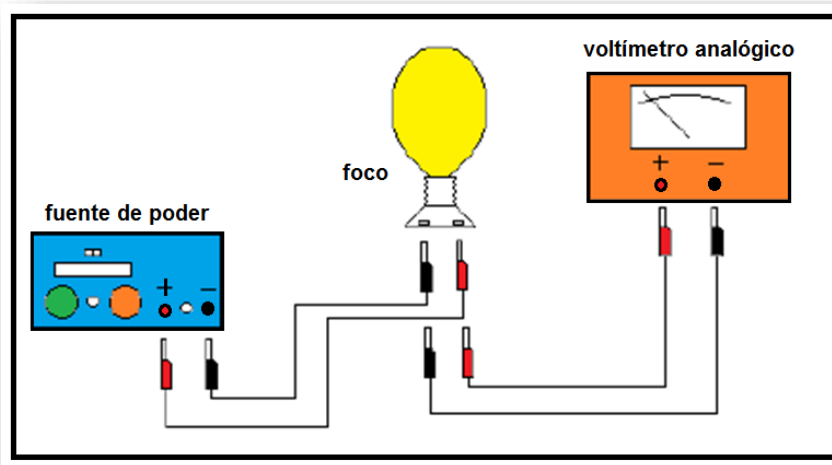 voltímetro analógico
foco
fuente de poder
+ −
+ −